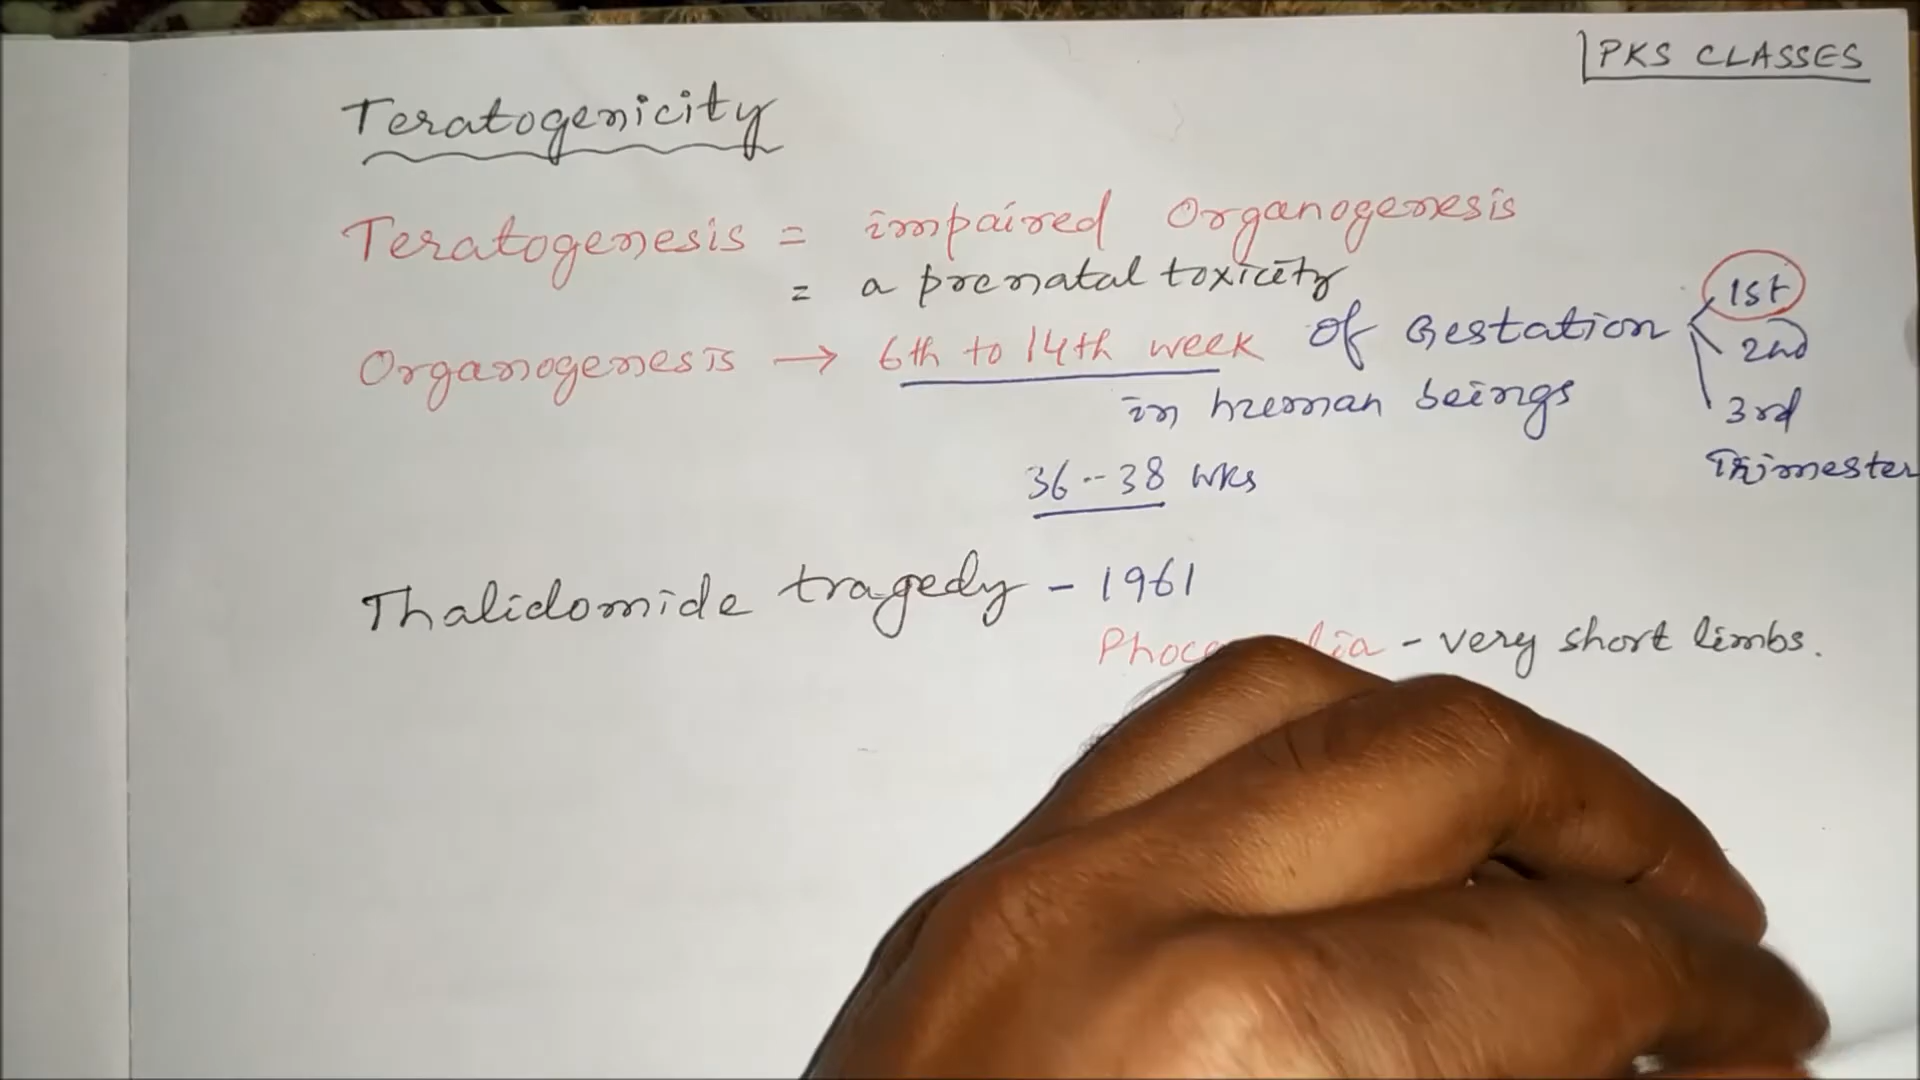 PKS CLASSES
Teratogenicity
Teratogenesis = impaired Organogenesis
= a prenatal toxicity
Organogenesis → 6th to 14th week of Gestation
in human beings
1st
2nd
3rd
Trimester
36--38 wks
Thalidomide tragedy - 1961
- very short limbs.